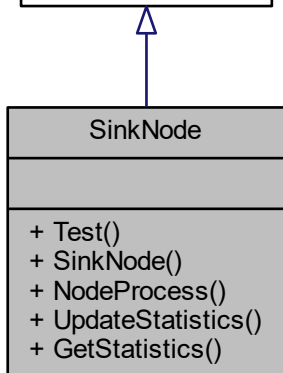 SinkNode
+ Test()
+ SinkNode()
+ NodeProcess()
+ UpdateStatistics()
+ GetStatistics()